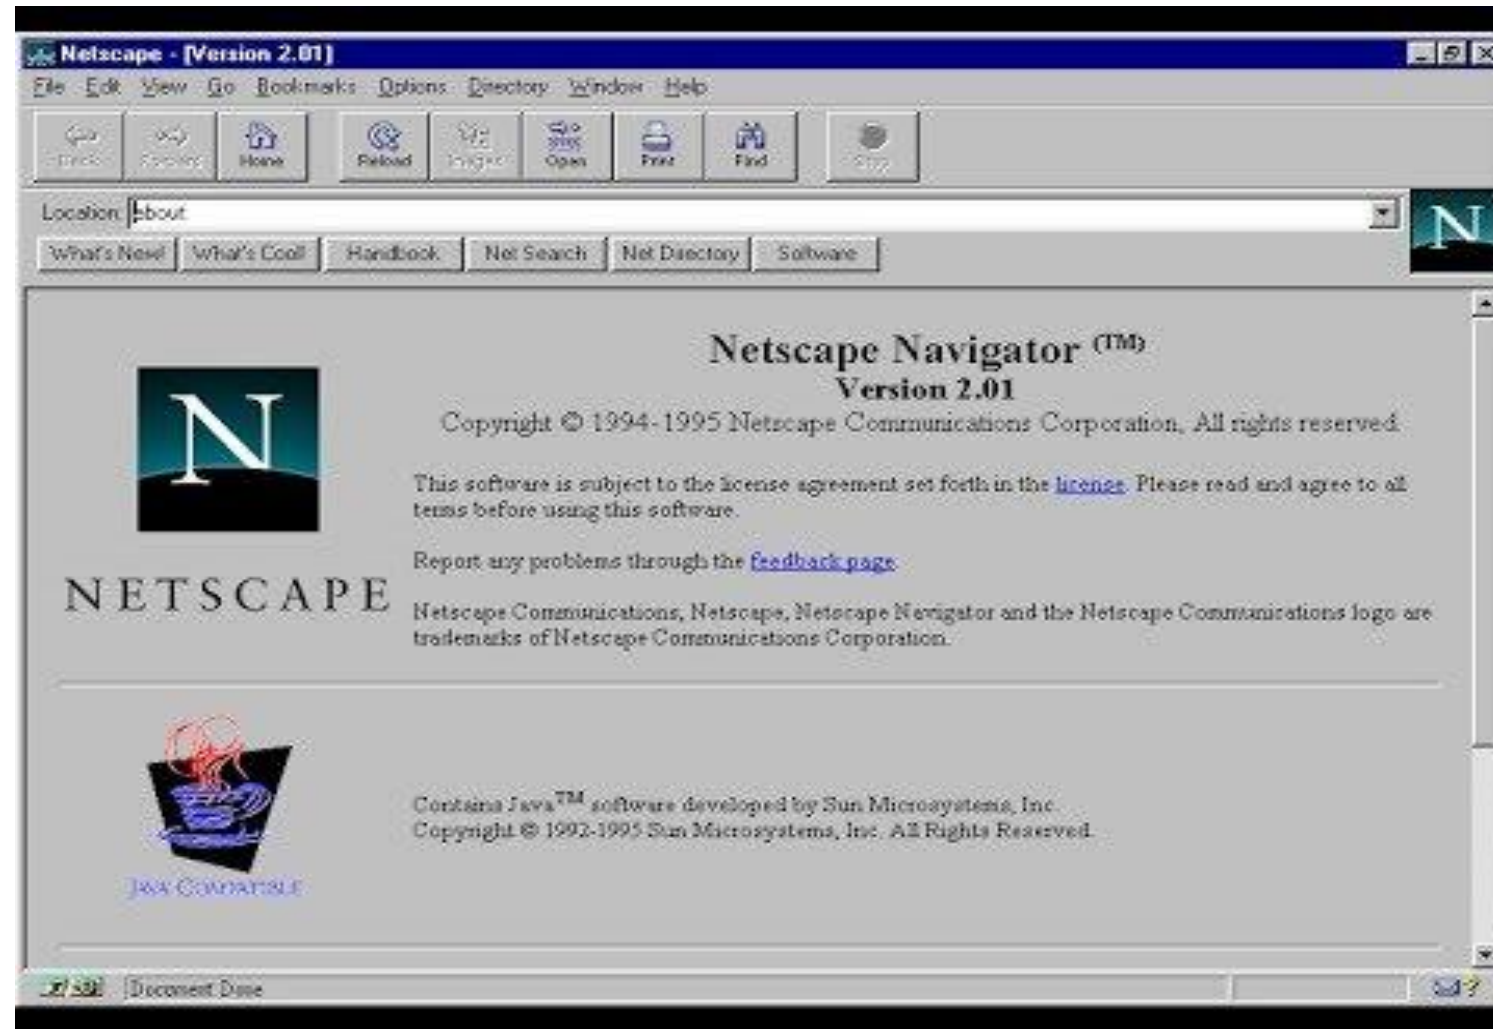 Netscape - [Version 2.01]
File Edit View Go Bookmarks Options Directory Window Help
Back Forward Home Reload Images Open Print Find Stop
Location: about:
N
What's New! What's Cool! Handbook Net Search Net Directory Software
Netscape Navigator (TM)
Version 2.01
Copyright © 1994-1995 Netscape Communications Corporation, All rights reserved.
N
This software is subject to the license agreement set forth in the license. Please read and agree to all
terms before using this software.
Report any problems through the feedback page.
NETSCAPE
Netscape Communications, Netscape, Netscape Navigator and the Netscape Communications logo are
trademarks of Netscape Communications Corporation.
Contains Java™ software developed by Sun Microsystems, Inc.
Copyright © 1992-1995 Sun Microsystems, Inc. All Rights Reserved.
JAVA COMPATIBLE
Document: Done